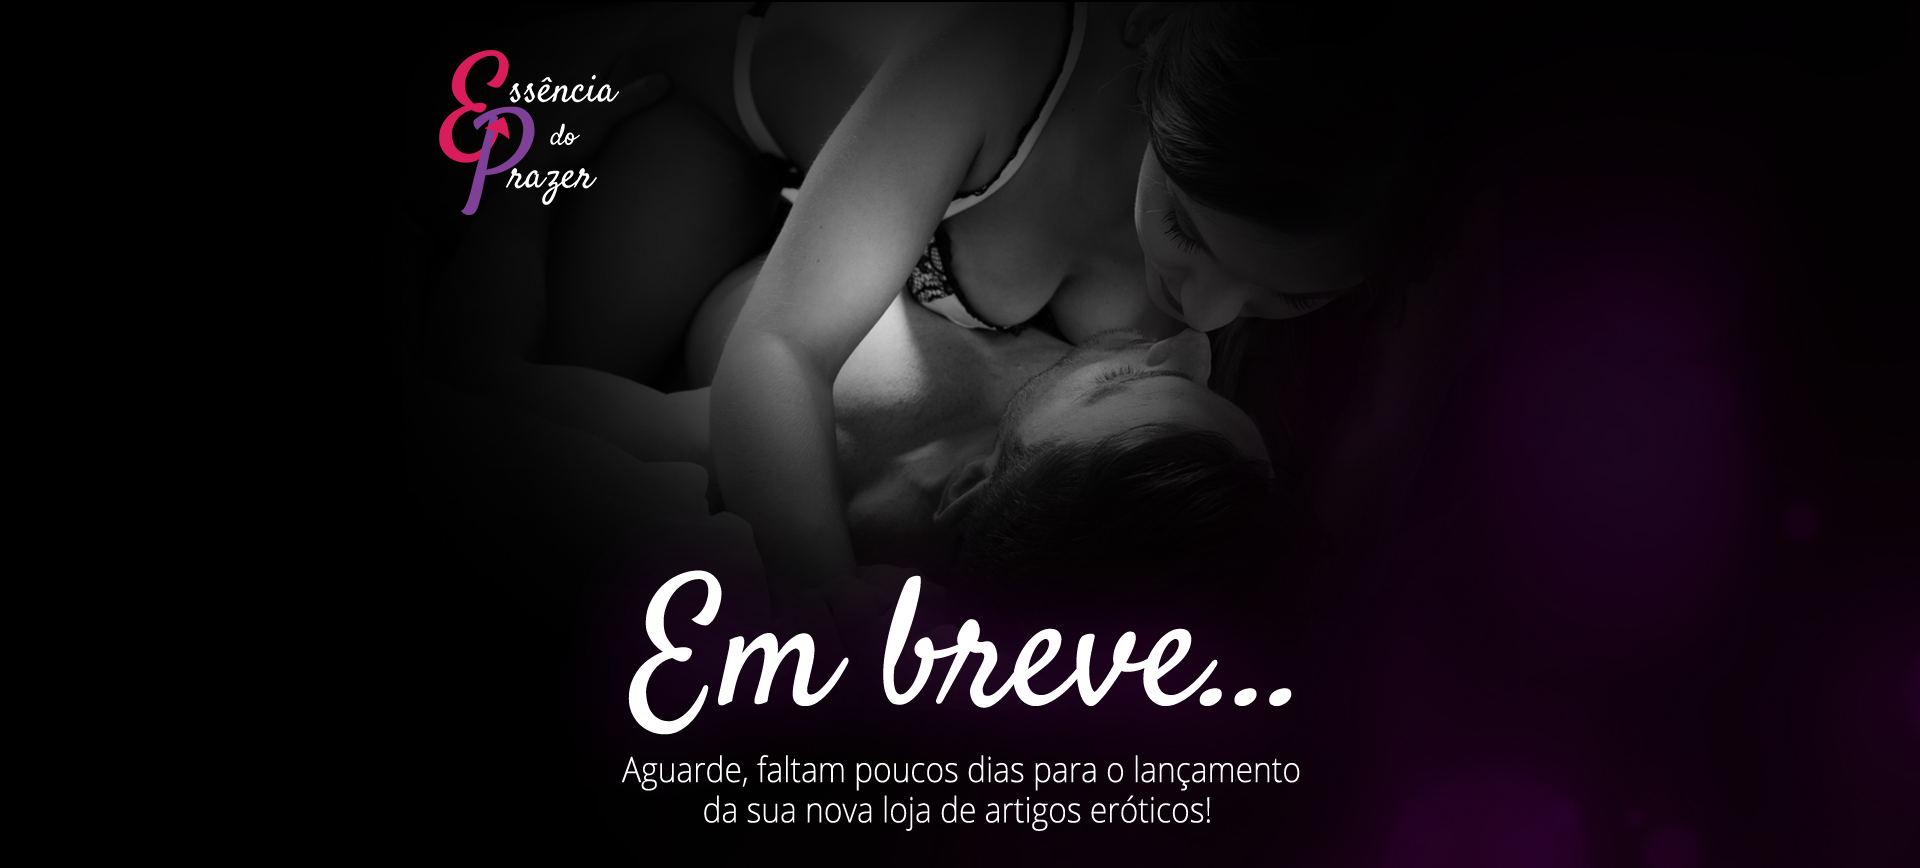 Essência
do
Prazer
Em breve...
Aguarde, faltam poucos dias para o lançamento
da sua nova loja de artigos eróticos!